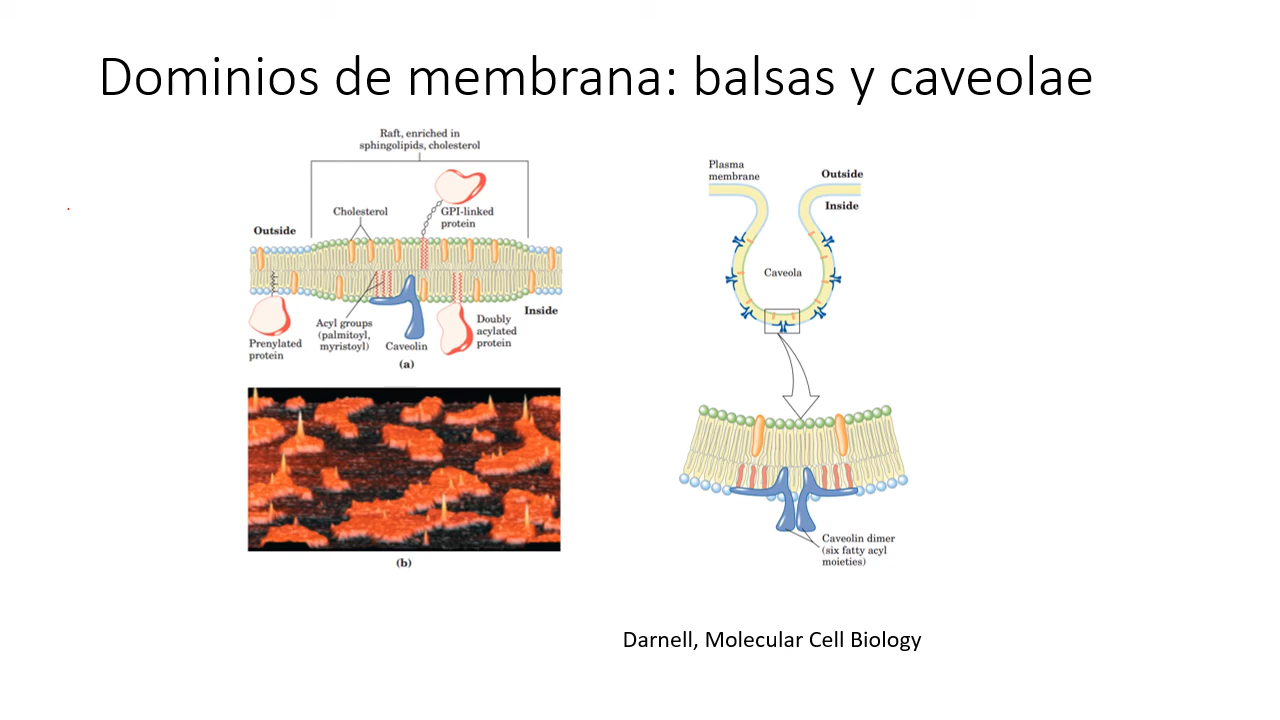 Dominios de membrana: balsas y caveolae
Raft, enriched in
sphingolipids, cholesterol
Cholesterol
GPI-linked
protein
Outside
Inside
Prenylated
protein
Acyl groups
(palmitoyl,
myristoyl)
Caveolin
Doubly
acylated
protein
(a)
(b)
Plasma
membrane
Outside
Inside
Caveola
Caveolin dimer
(six fatty acyl
moieties)
Darnell, Molecular Cell Biology